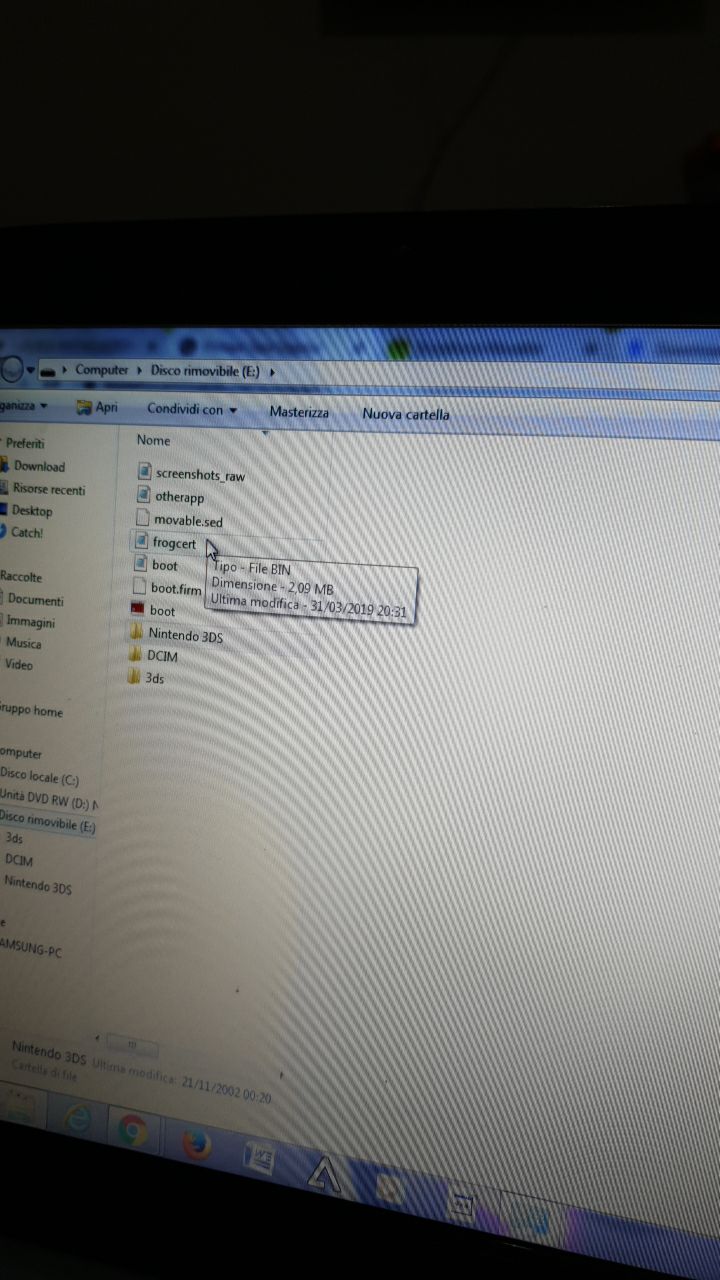 Computer
Disco rimovibile (E:)
ganizza
Apri
Condividi con
Masterizza
Nuova cartella
Preferiti
Download
Risorse recenti
Desktop
Catch!
Raccolte
Documenti
Immagini
Musica
Video
ruppo home
omputer
Disco locale (C:)
Unità DVD RW (D:) N
Disco rimovibile (E:)
3ds
DCIM
Nintendo 3DS
e
AMSUNG-PC
Nome
screenshots_raw
otherapp
movable.sed
frogcert
boot
boot.firm
boot
Nintendo 3DS
DCIM
3ds
Tipo - File BIN
Dimensione - 2,09 MB
Ultima modifica - 31/03/2019 20:31
Nintendo 3DS Ultima modifica: 21/11/2002 00:20
Cartella di file